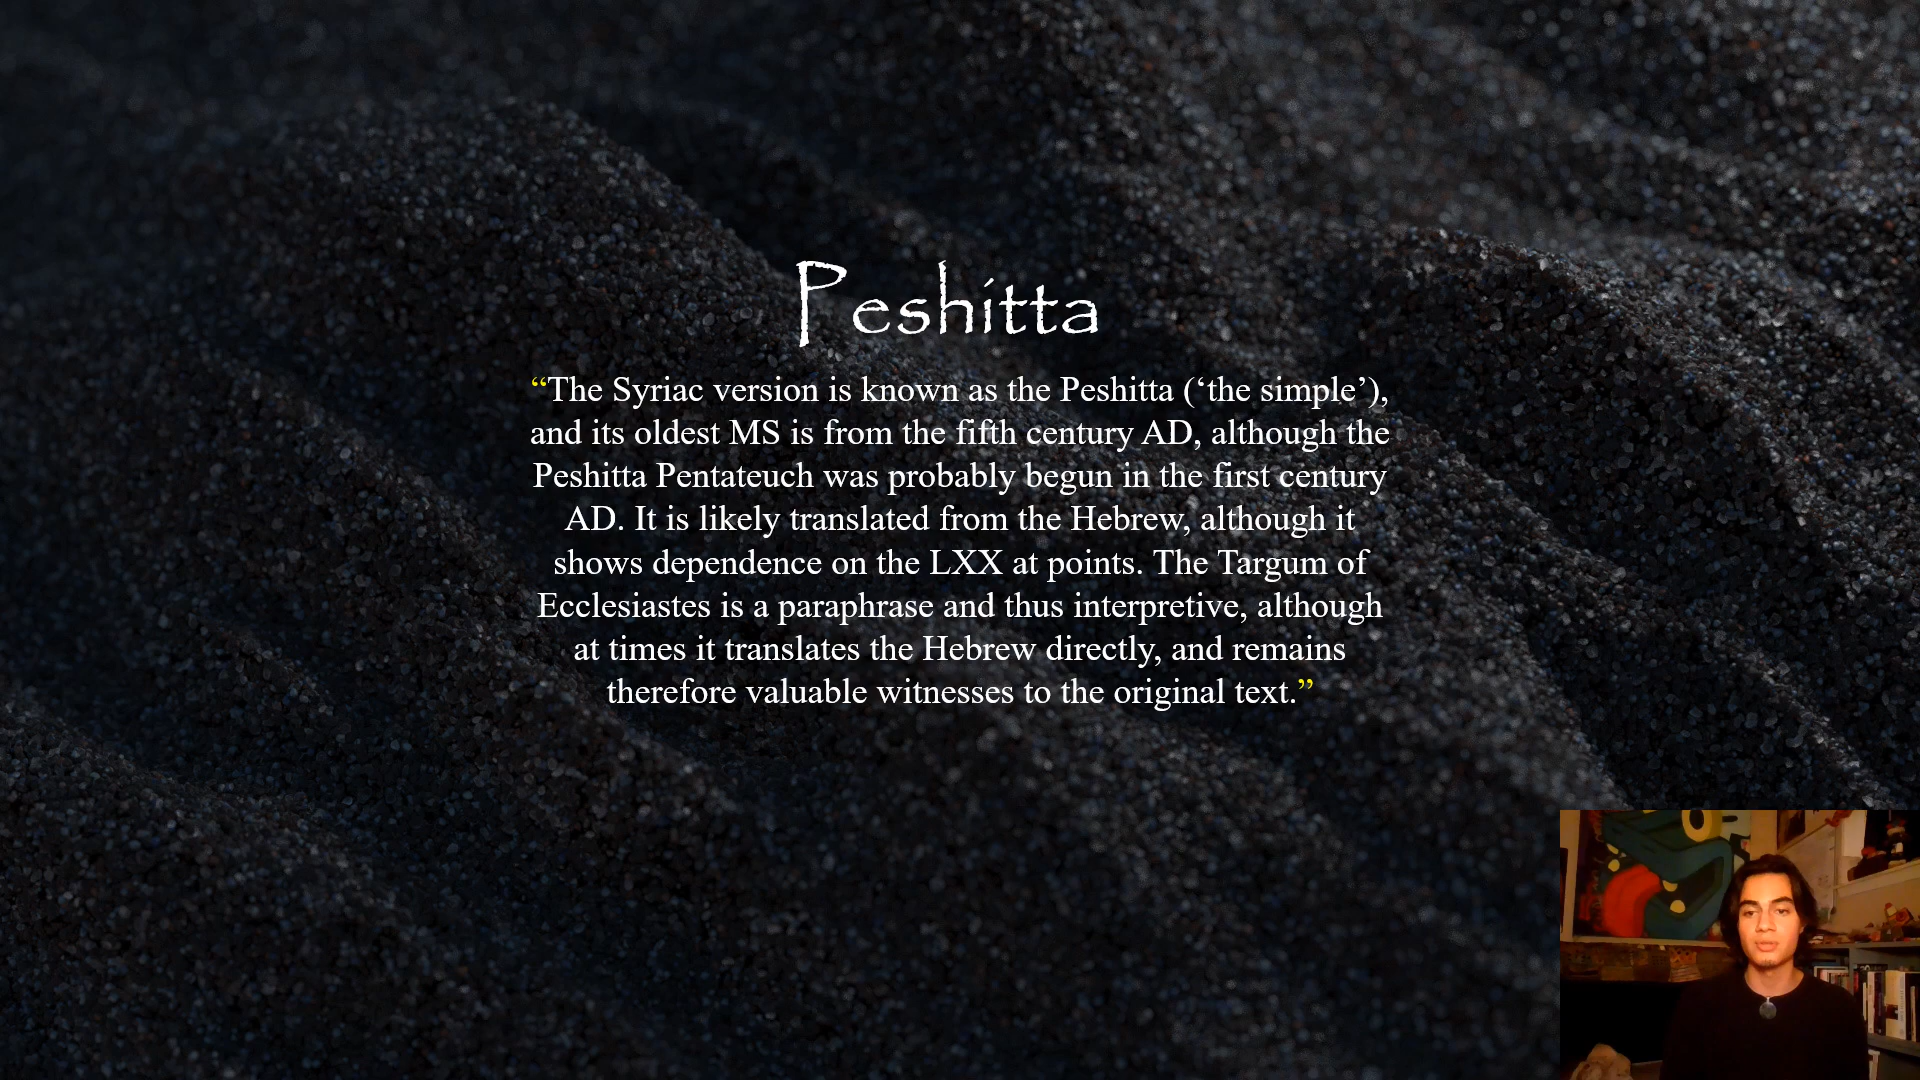 Peshitta
“The Syriac version is known as the Peshitta (‘the simple’),
and its oldest MS is from the fifth century AD, although the
Peshitta Pentateuch was probably begun in the first century
AD. It is likely translated from the Hebrew, although it
shows dependence on the LXX at points. The Targum of
Ecclesiastes is a paraphrase and thus interpretive, although
at times it translates the Hebrew directly, and remains
therefore valuable witnesses to the original text.”